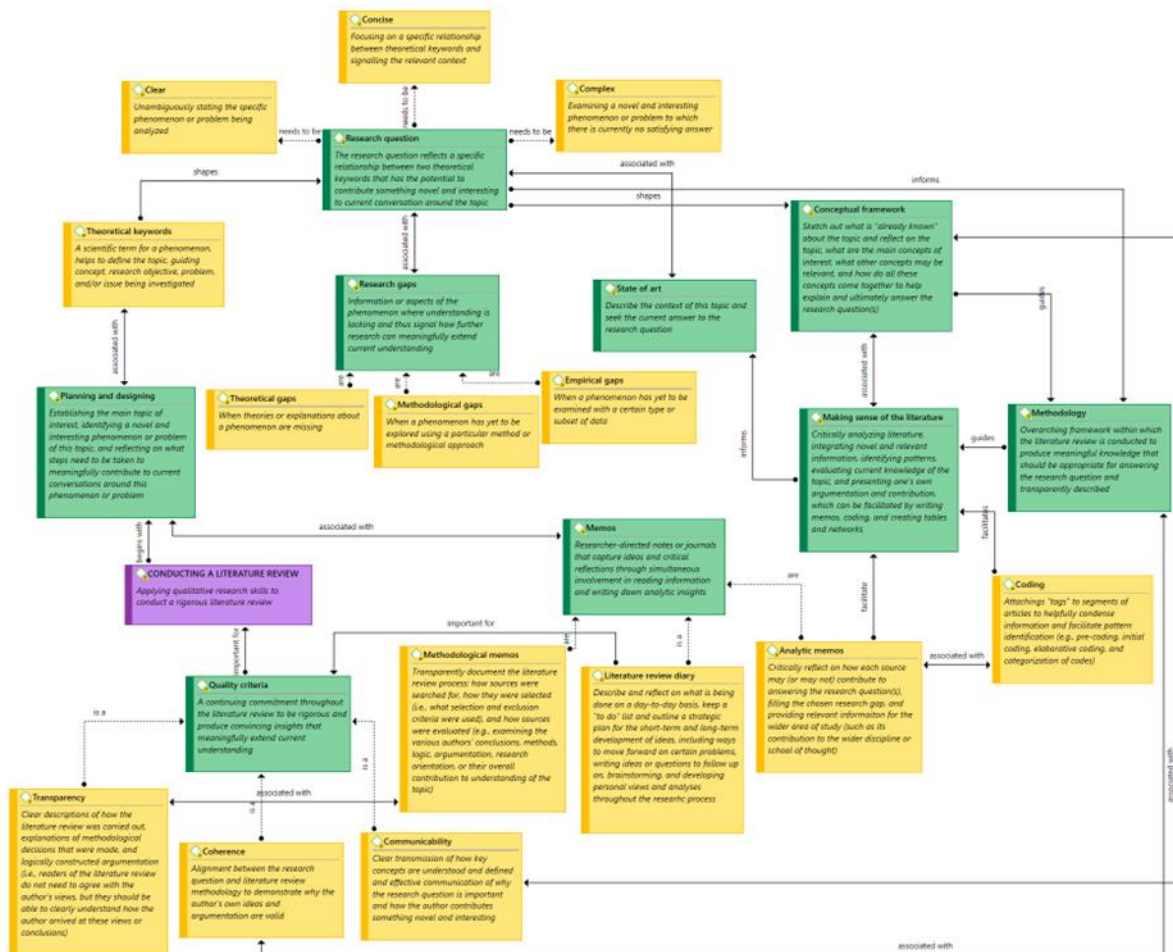 Concise
Focusing on a specific relationship
between theoretical keywords and
signalling the relevant context
Clear
Unambiguously stating the specific
phenomenon or problem being
analyzed
Complex
Examining a novel and interesting
phenomenon or problem to which
there is currently no satisfying answer
needs to be
needs to be
needs to be
Research question
The research question reflects a specific
relationship between two theoretical
keywords that has the potential to
contribute something novel and interesting
to current conversation around the topic
shapes
associated with
shapes
informs
Theoretical keywords
A scientific term for a phenomenon,
helps to define the topic, guiding
concept, research objective, problem,
and/or issue being investigated
associated with
Research gaps
Information or aspects of the
phenomenon where understanding is
lacking and thus signal how further
research can meaningfully extend
current understanding
State of art
Describe the context of this topic and
seek the current answer to the
research question
Conceptual framework
Sketch out what is "already known"
about the topic and reflect on the
topic, what are the main concepts of
interest, what other concepts may be
relevant, and how do all these
concepts come together to help
explain and ultimately answer the
research question(s)
guides
associated with
associated with
are
are
are
Theoretical gaps
When theories or explanations about
a phenomenon are missing
Methodological gaps
When a phenomenon has yet to be
explored using a particular method or
methodological approach
Empirical gaps
When a phenomenon has yet to be
examined with a certain type or
subset of data
Planning and designing
Establishing the main topic of
interest, identifying a novel and
interesting phenomenon or problem
of this topic, and reflecting on what
steps need to be taken to
meaningfully contribute to current
conversations around this
phenomenon or problem
informs
Making sense of the literature
Critically analyzing literature,
integrating novel and relevant
information, identifying patterns,
evaluating current knowledge of the
topic, and presenting one's own
argumentation and contribution,
which can be facilitated by writing
memos, coding, and creating tables
and networks
guides
Methodology
Overarching framework within which
the literature review is conducted to
produce meaningful knowledge that
should be appropriate for answering
the research question and
transparently described
begins with
associated with
Memos
Researcher-directed notes or journals
that capture ideas and critical
reflections through simultaneous
involvement in reading information
and writing down analytic insights
facilitates
facilitate
are
CONDUCTING A LITERATURE REVIEW
Applying qualitative research skills to
conduct a rigorous literature review
Coding
Attachings "tags" to segments of
articles to helpfully condense
information and facilitate pattern
identification (e.g., pre-coding, initial
coding, elaborative coding, and
categorization of codes)
important for
important for
are
is a
Analytic memos
Critically reflect on how each source
may (or may not) contribute to
answering the research question(s),
filling the chosen research gap, and
providing relevant informaiton for the
wider area of study (such as its
contribution to the wider discipline or
school of thought)
associated with
Methodological memos
Transparently document the literature
review process; how sources were
searched for, how they were selected
(i.e., what selection and exclusion
criteria were used), and how sources
were evaluated (e.g., examining the
various authors' conclusions, methods,
logic, argumentation, research
orientation, or their overall
contribution to understanding of the
topic)
Literature review diary
Describe and reflect on what is being
done on a day-to-day basis, keep a
"to do" list and outline a strategic
plan for the short-term and long-term
development of ideas, including ways
to move forward on certain problems,
writing ideas or questions to follow up
on, brainstorming, and developing
personal views and analyses
throughout the researhc process
Quality criteria
A continuing commitment throughout
the literature review to be rigorous and
produce convincing insights that
meaningfully extend current
understanding
is a
is a
is a
associated with
associated with
Transparency
Clear descriptions of how the
literature review was carried out,
explanations of methodological
decisions that were made, and
logically constructed argumentation
(i.e., readers of the literature review
do not need to agree with the
author's views, but they should be
able to clearly understand how the
author arrived at these views or
conclusions)
Coherence
Alignment between the research
question and literature review
methodology to demonstrate why the
author's own ideas and
argumentation are valid
Communicability
Clear transmission of how key
concepts are understood and defined
and effective communication of why
the research question is important
and how the author contributes
something novel and interesting
associated with